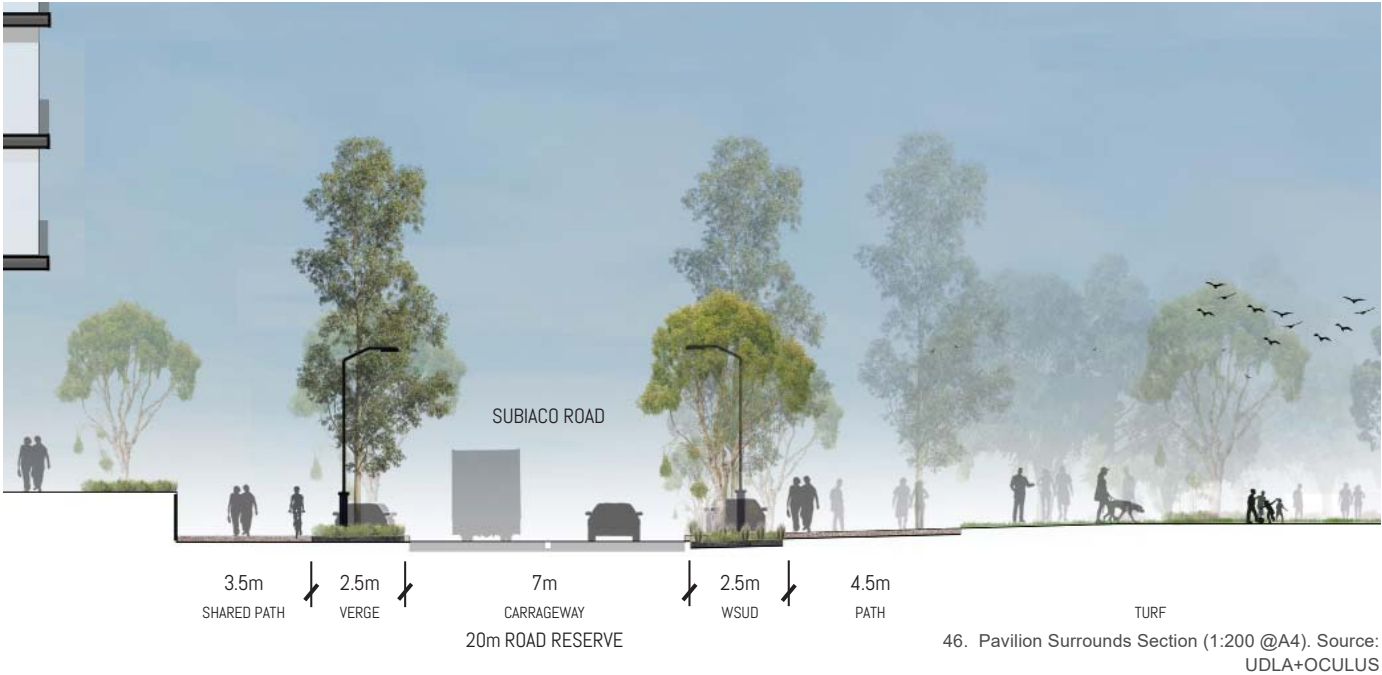 SUBIACO ROAD
3.5m
SHARED PATH
2.5m
VERGE
7m
CARRAGEWAY
20m ROAD RESERVE
2.5m
WSUD
4.5m
PATH
TURF
46. Pavilion Surrounds Section (1:200 @A4). Source:
UDLA+OCULUS